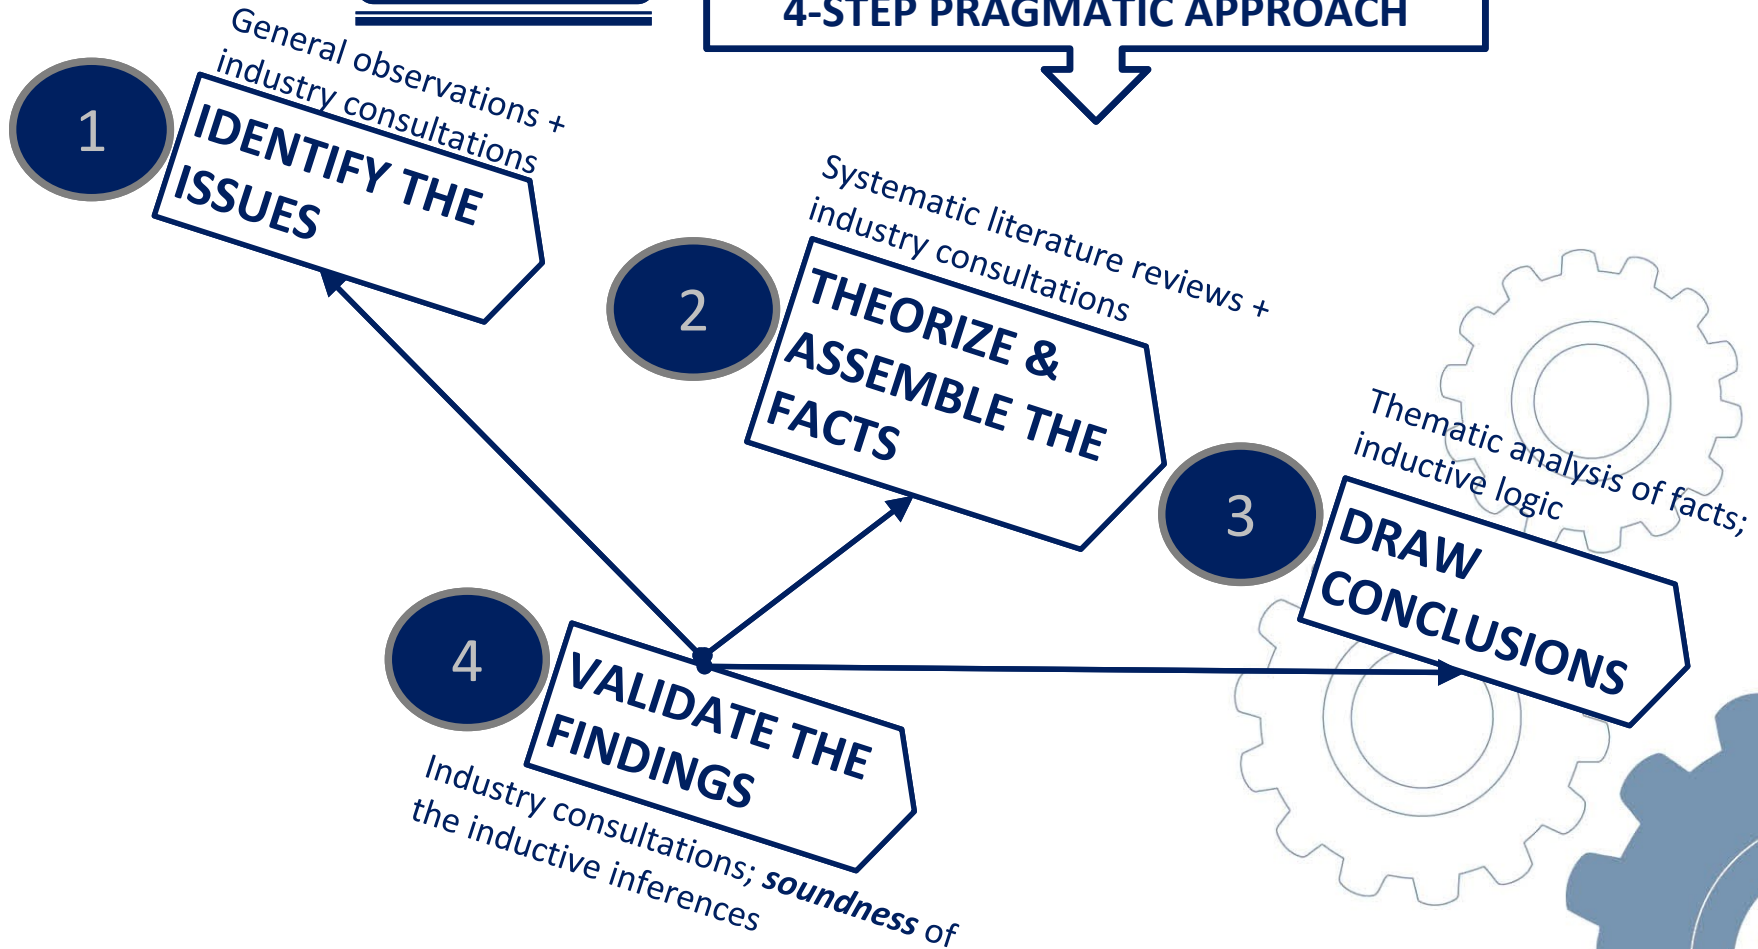 4-STEP PRAGMATIC APPROACH
1
General observations +
industry consultations
IDENTIFY THE
ISSUES
2
Systematic literature reviews +
industry consultations
THEORIZE &
ASSEMBLE THE
FACTS
3
Thematic analysis of facts;
inductive logic
DRAW
CONCLUSIONS
4
VALIDATE THE
FINDINGS
Industry consultations; soundness of
the inductive inferences